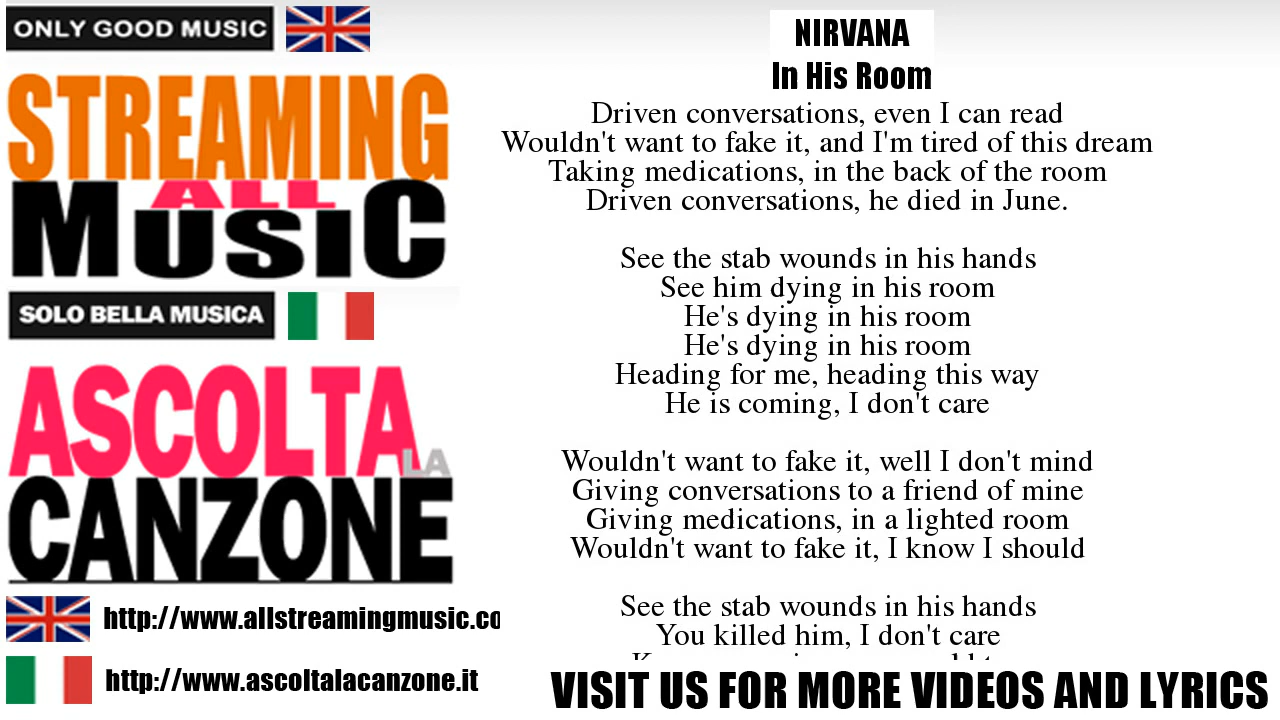 ONLY GOOD MUSIC
STREAMING
ALL
MUSIC
SOLO BELLA MUSICA
ASCOLTA
LA
CANZONE
http://www.allstreamingmusic.co
http://www.ascoltalacanzone.it
NIRVANA
In His Room
Driven conversations, even I can read
Wouldn't want to fake it, and I'm tired of this dream
Taking medications, in the back of the room
Driven conversations, he died in June.
See the stab wounds in his hands
See him dying in his room
He's dying in his room
He's dying in his room
Heading for me, heading this way
He is coming, I don't care
Wouldn't want to fake it, well I don't mind
Giving conversations to a friend of mine
Giving medications, in a lighted room
Wouldn't want to fake it, I know I should
See the stab wounds in his hands
You killed him, I don't care
VISIT US FOR MORE VIDEOS AND LYRICS